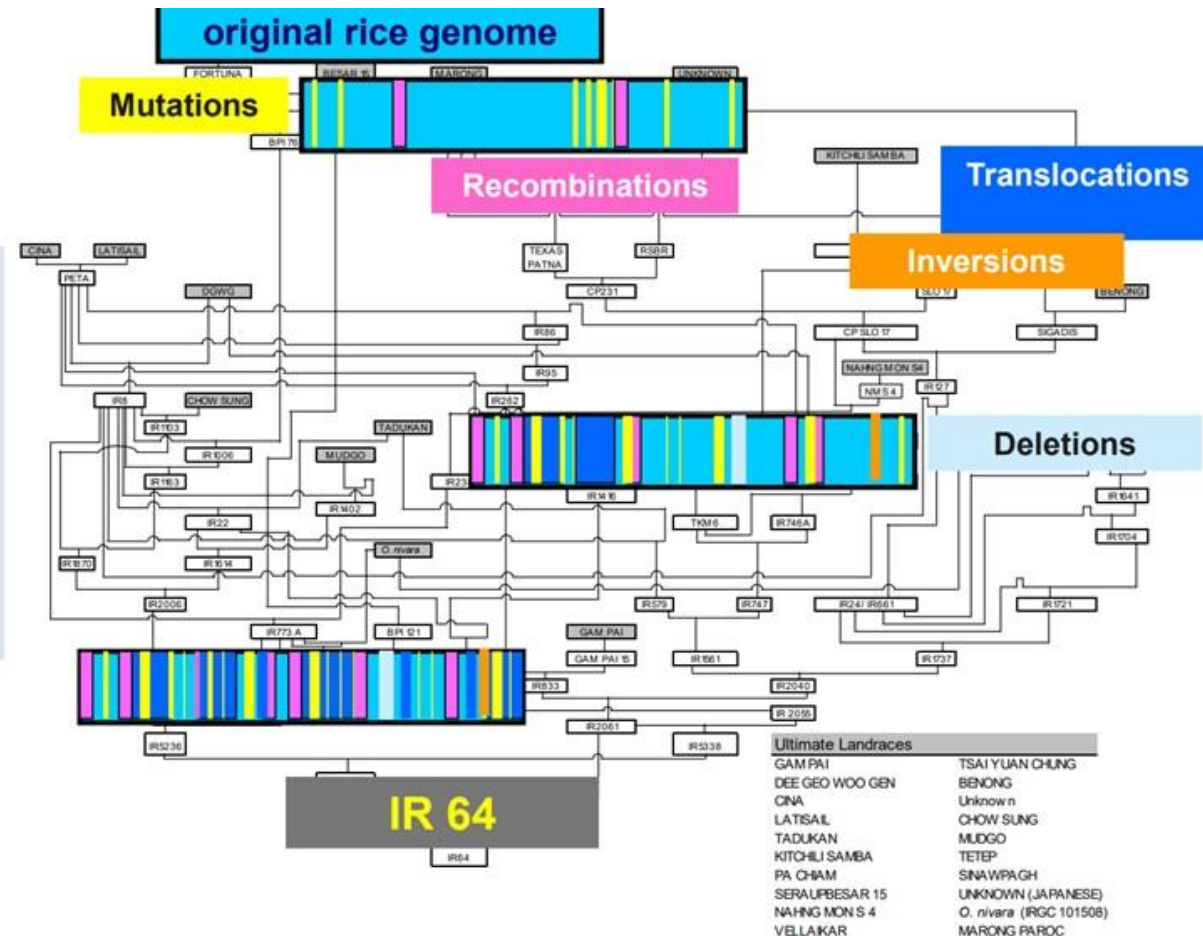 original rice genome
FORTUNA
BESAR 15
MARONG
UNKNOWN
Mutations
BPI 76
KITCHILI SAMBA
Recombinations
Translocations
CINA
LATISAIL
TEXAS
PATNA
RSBR
Inversions
PETA
DGWG
CP231
SLO 17
BENONG
IR86
CP SLO 17
SIGADIS
IR95
NAHNG MON S4
IR127
NMS 4
IR8
CHOW SUNG
IR262
IR1103
TADUKAN
Deletions
IR1006
MUDGO
IR1163
IR1416
IR1641
IR1402
IR22
TKM6
IR746A
IR1704
O. nivara
IR1870
IR1614
IR2006
IR579
IR747
IR24/ IR661
IR1721
IR773 A
BPI 121
GAM PAI
GAM PAI 15
IR1561
IR1737
IR833
IR2040
IR 2055
IR2061
IR5236
IR5338
IR 64
IR64
Ultimate Landraces
GAM PAI TSAI YUAN CHUNG
DEE GEO WOO GEN BENONG
CINA Unknown
LATISAIL CHOW SUNG
TADUKAN MUDGO
KITCHILI SAMBA TETEP
PA CHIAM SINAWPAGH
SERAUPBESAR 15 UNKNOWN (JAPANESE)
NAHNG MON S 4 O. nivara (IRGC 101508)
VELLAIKAR MARONG PAROC